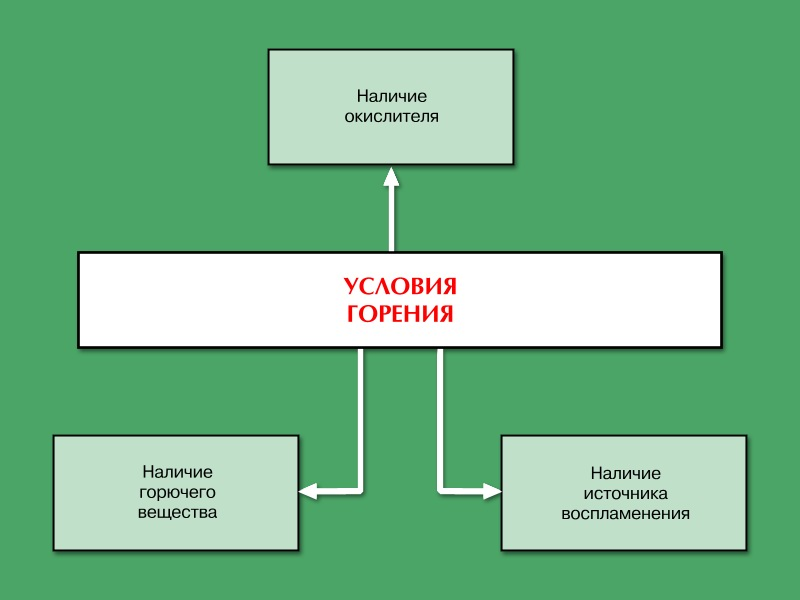 Наличие
окислителя
УСЛОВИЯ
ГОРЕНИЯ
Наличие
горючего
вещества
Наличие
источника
воспламенения